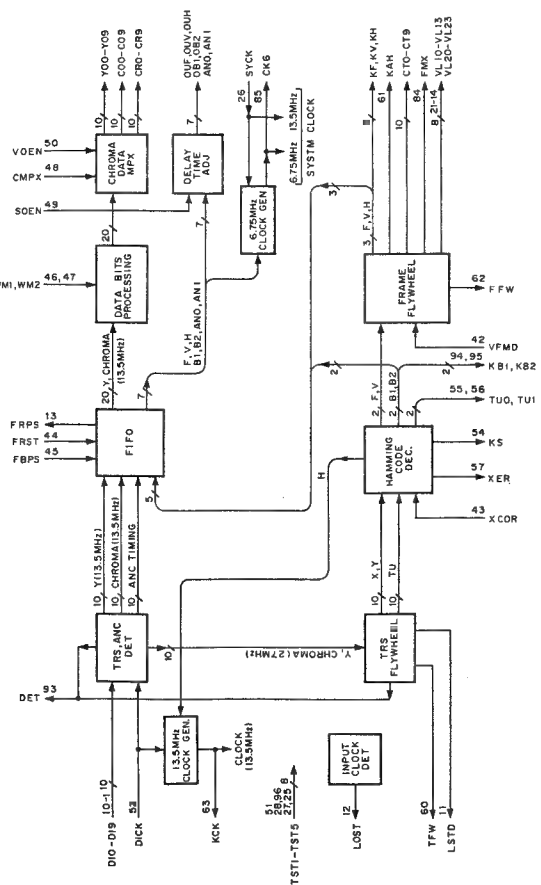 Y00-Y09
C00-C09
CR0-CR9
10
10
10
VOEN 50
CMPX 48
CHROMA
DATA
MPX
OUF, OUV, OUH
OB1, OB2
AN0, AN1
7
SOEN 49
DELAY
TIME
ADJ
20
7
WM1, WM2 46, 47
DATA BITS
PROCESSING
20, Y, CHROMA
(13.5MHz)
F, V, H
B1, B2, AN0, AN1
7
SYCK 26
CK6 85
6.75MHz
CLOCK GEN
6.75MHz 13.5MHz
SYSTM CLOCK
FRPS 13
FRST 44
FBPS 45
FIFO
5
10, Y(13.5MHz)
10, CHROMA(13.5MHz)
10, ANC TIMING
TRS, ANC
DET
DET 93
10
Y, CHROMA(27MHz)
DI0-DI9 10-1 10
DICK 52
13.5MHz
CLOCK GEN.
CLOCK
(13.5MHz)
KCK 63
H
KF, KV, KH
KAH 61
CT0-CT9 10
FMX 84
VL10-VL13
VL20-VL23
8, 21-14
3, F, V, H
3
FRAME
FLYWHEEL
62 FFW
42 VFMD
2, F, V
2, B1, B2
2
2
94, 95 KB1, KB2
55, 56 TU0, TU1
HAMMING
CODE
DEC.
54 KS
57 XER
43 XCOR
10, X, Y
10, TU
TRS
FLYWHEEL
TFW 60
LSTD 11
INPUT
CLOCK
DET
LOST 12
TST1-TST5
51
28,96
27,25 8